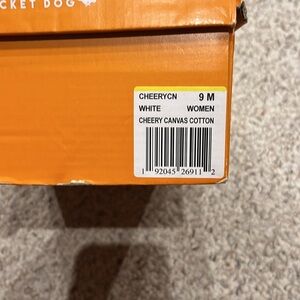 CKET DOG
CHEERYCN 9 M
WHITE WOMEN
CHEERY CANVAS COTTON
1 92045 26911 2